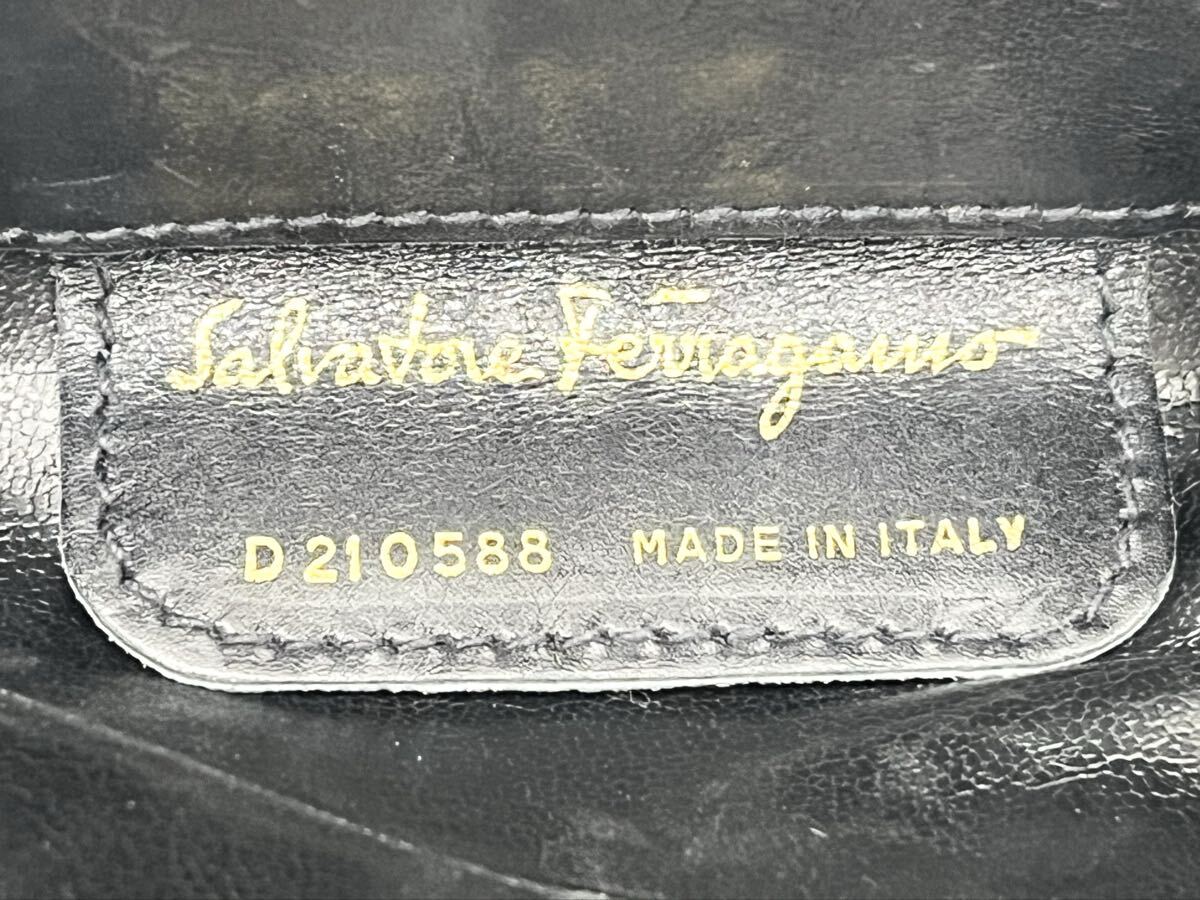 Salvatore Ferragamo
D210588 MADE IN ITALY